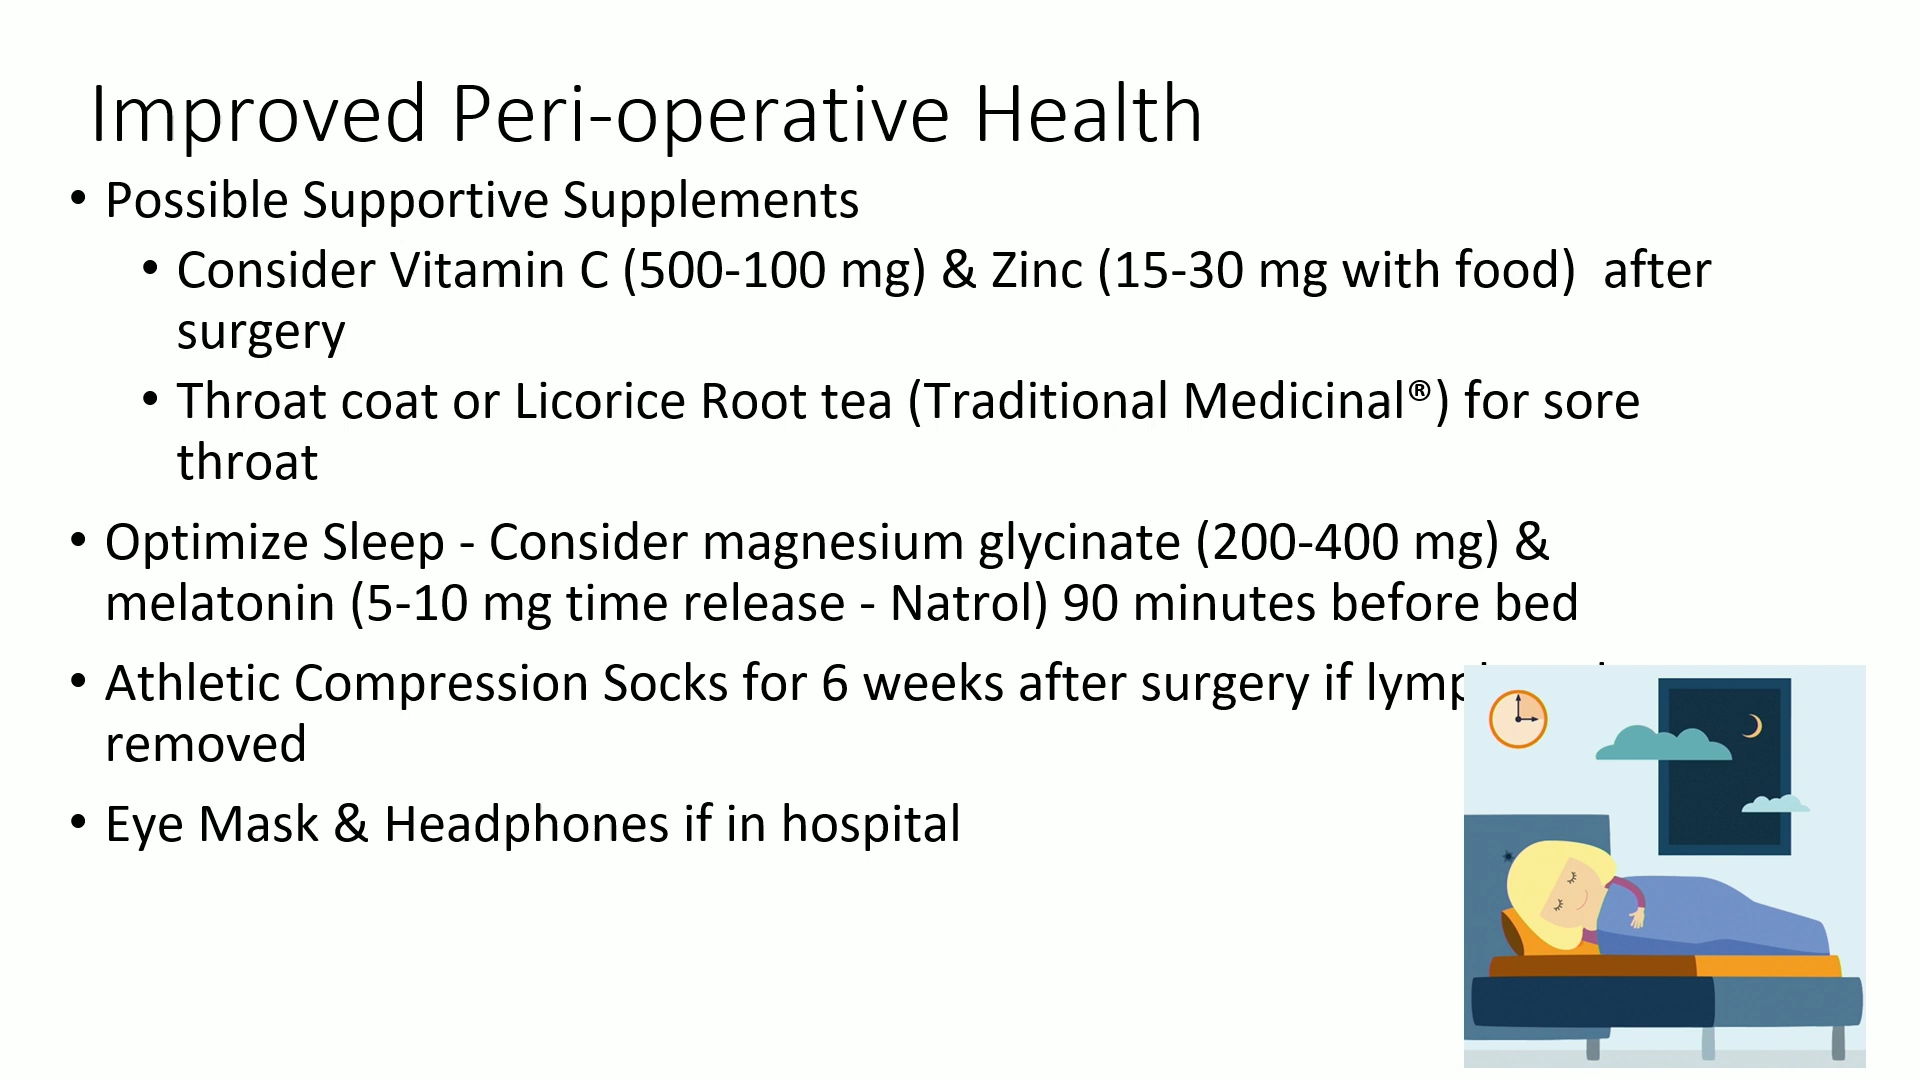 Improved Peri-operative Health
• Possible Supportive Supplements
• Consider Vitamin C (500-100 mg) & Zinc (15-30 mg with food) after
surgery
• Throat coat or Licorice Root tea (Traditional Medicinal®) for sore
throat
• Optimize Sleep - Consider magnesium glycinate (200-400 mg) &
melatonin (5-10 mg time release - Natrol) 90 minutes before bed
• Athletic Compression Socks for 6 weeks after surgery if
removed
• Eye Mask & Headphones if in hospital